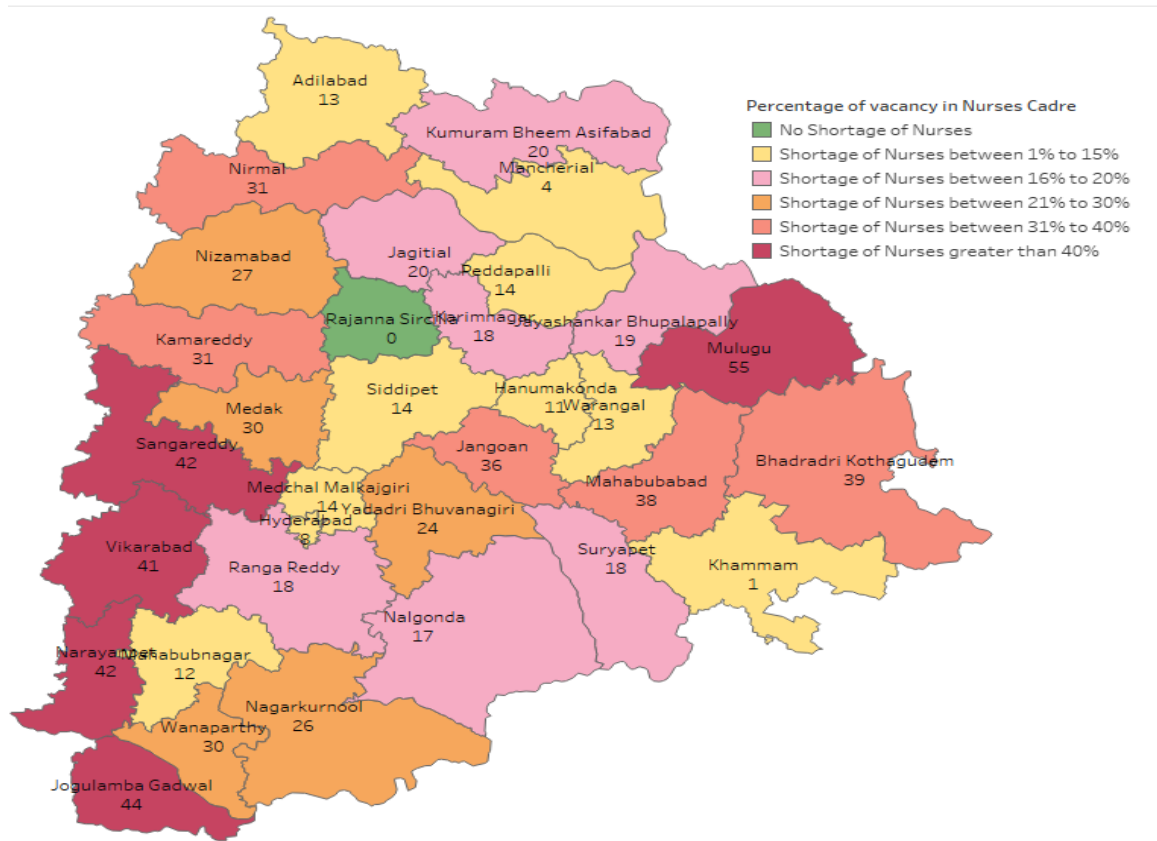 Adilabad
13
Kumuram Bheem Asifabad
20
Nirmal
31
Mancherial
4
Percentage of vacancy in Nurses Cadre
No Shortage of Nurses
Shortage of Nurses between 1% to 15%
Shortage of Nurses between 16% to 20%
Shortage of Nurses between 21% to 30%
Shortage of Nurses between 31% to 40%
Shortage of Nurses greater than 40%
Nizamabad
27
Jagitial
20
Peddapalli
14
Rajanna Sircilla
0
Karimnagar
18
Jayashankar Bhupalapally
19
Kamareddy
31
Mulugu
55
Siddipet
14
Hanumakonda
11
Warangal
13
Medak
30
Sangareddy
42
Jangoan
36
Mahabubabad
38
Bhadradri Kothagudem
39
Medchal Malkajgiri
14
Hyderabad
8
Yadadri Bhuvanagiri
24
Vikarabad
41
Ranga Reddy
18
Suryapet
18
Khammam
1
Nalgonda
17
Narayanpet
42
Mahabubnagar
12
Nagarkurnool
26
Wanaparthy
30
Jogulamba Gadwal
44